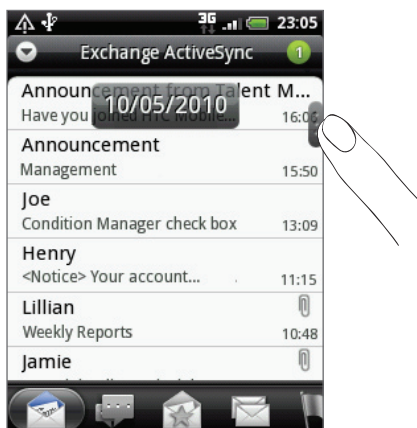 3G 23:05
Exchange ActiveSync 1
Announcement from Talent M...
10/05/2010
Have you joined HTC Mobile... 16:06
Announcement
Management 15:50
Joe
Condition Manager check box 13:09
Henry
<Notice> Your account... 11:15
Lillian
Weekly Reports 10:48
Jamie